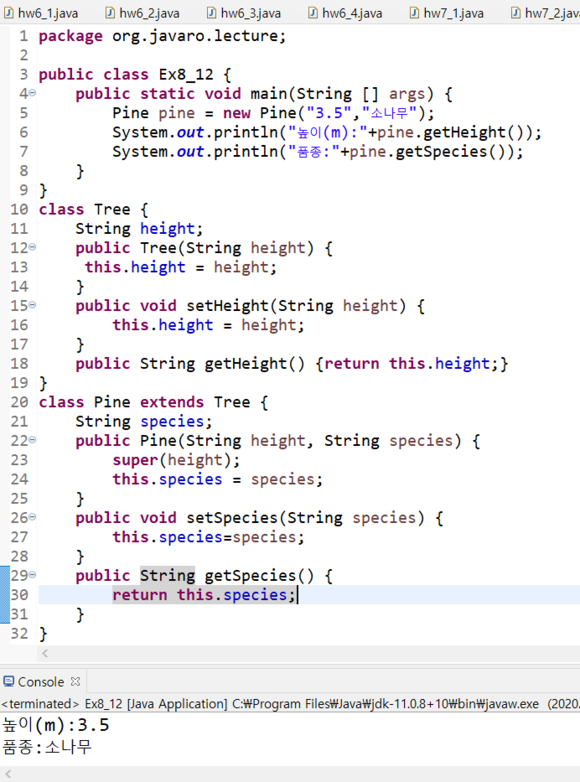 hw6_1.java hw6_2.java hw6_3.java hw6_4.java hw7_1.java hw7_2.java
1 package org.javaro.lecture;
2
3 public class Ex8_12 {
4 public static void main(String [] args) {
5 Pine pine = new Pine("3.5","소나무");
6 System.out.println("높이(m):"+pine.getHeight());
7 System.out.println("품종:"+pine.getSpecies());
8 }
9 }
10 class Tree {
11 String height;
12 public Tree(String height) {
13 this.height = height;
14 }
15 public void setHeight(String height) {
16 this.height = height;
17 }
18 public String getHeight() {return this.height;}
19 }
20 class Pine extends Tree {
21 String species;
22 public Pine(String height, String species) {
23 super(height);
24 this.species = species;
25 }
26 public void setSpecies(String species) {
27 this.species=species;
28 }
29 public String getSpecies() {
30 return this.species;
31 }
32 }
Console
<terminated> Ex8_12 [Java Application] C:₩Program Files₩Java₩jdk-11.0.8+10₩bin₩javaw.exe (2020.
높이(m):3.5
품종:소나무